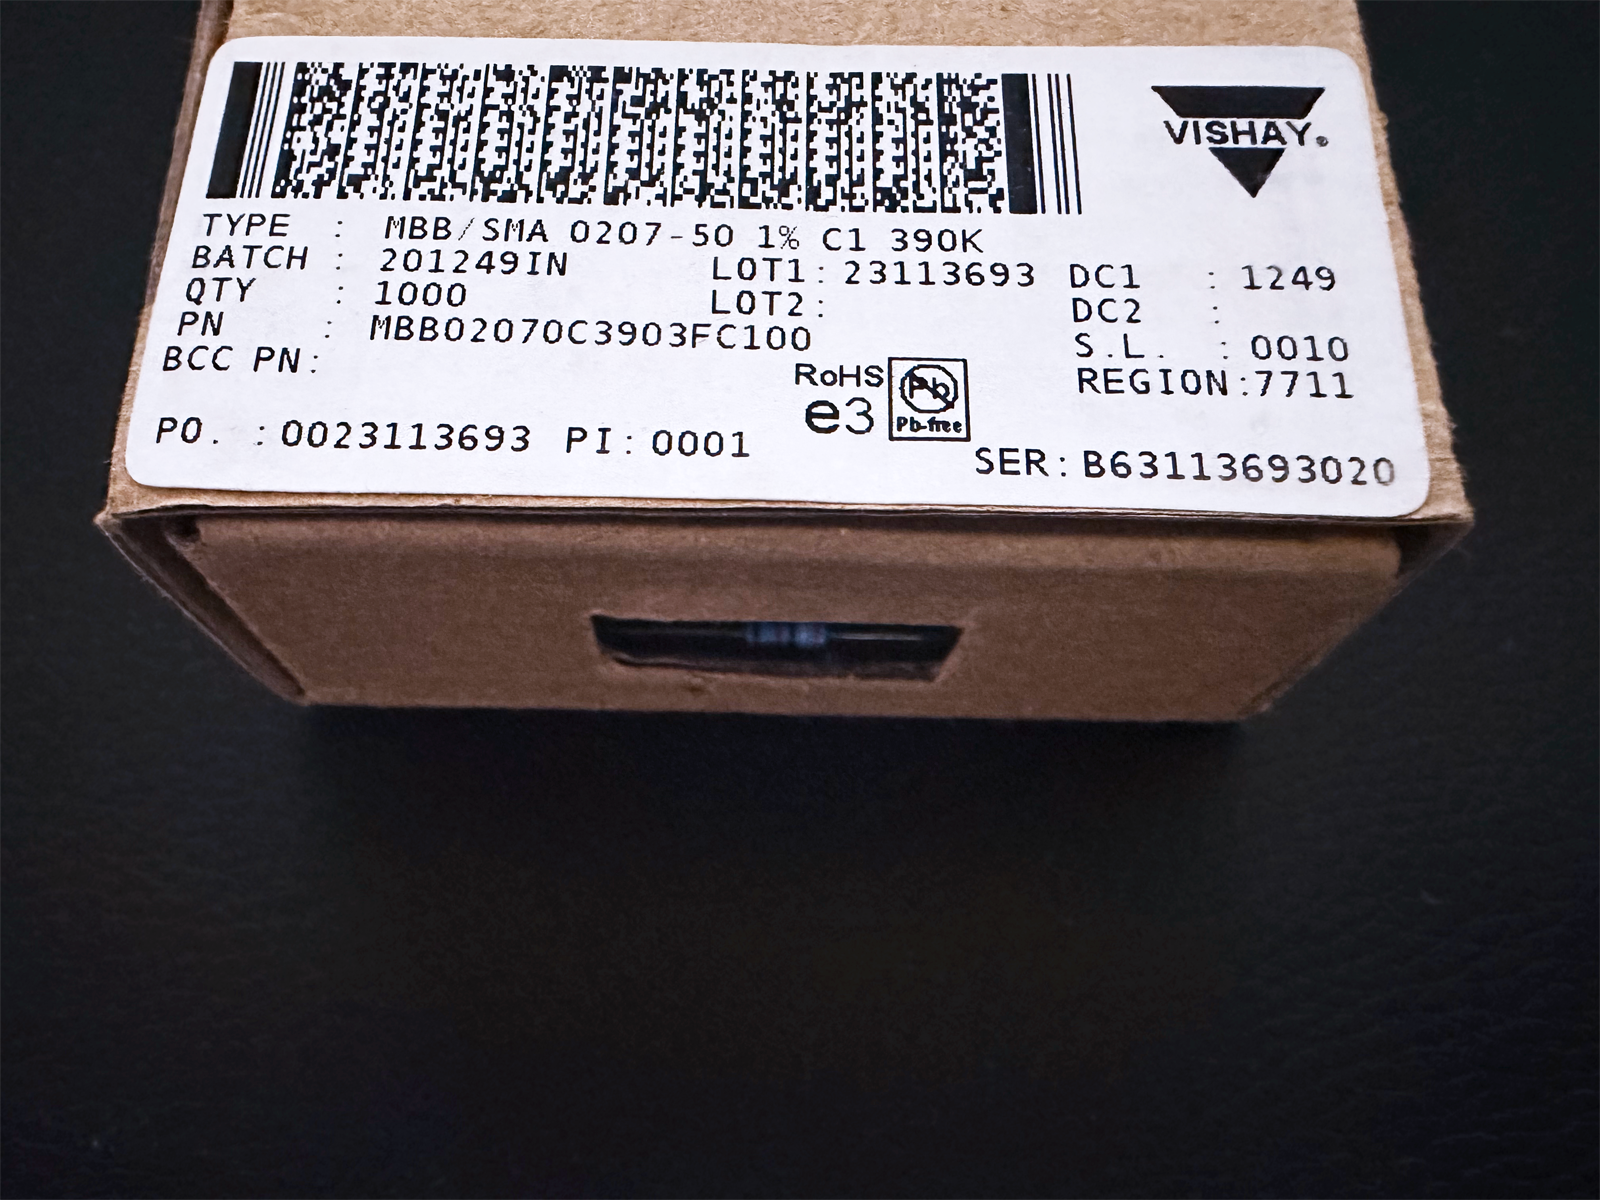 VISHAY®
TYPE : MBB/SMA 0207-50 1% C1 390K
BATCH : 201249IN LOT1: 23113693 DC1 : 1249
QTY : 1000 LOT2: DC2 :
PN : MBB02070C3903FC100 S.L. : 0010
BCC PN: REGION:7711
RoHS
e3
Pb
Pb-free
PO. :0023113693 PI:0001
SER:B63113693020